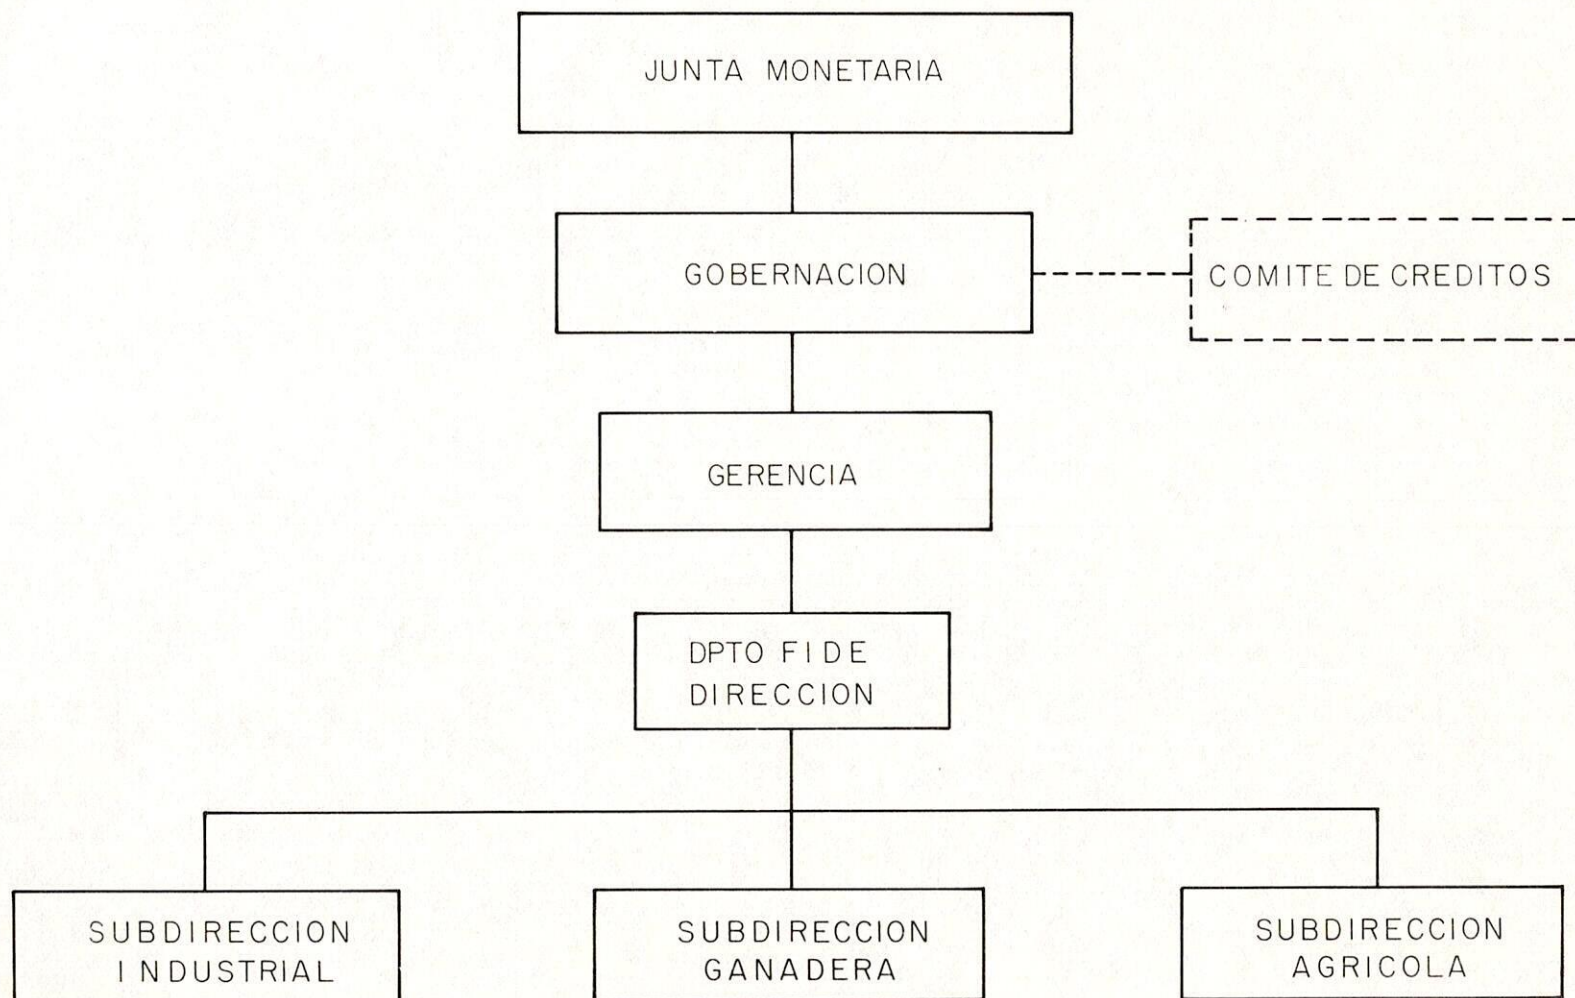 JUNTA MONETARIA
GOBERNACION
COMITE DE CREDITOS
GERENCIA
DPTO FIDE
DIRECCION
SUBDIRECCION
INDUSTRIAL
SUBDIRECCION
GANADERA
SUBDIRECCION
AGRICOLA